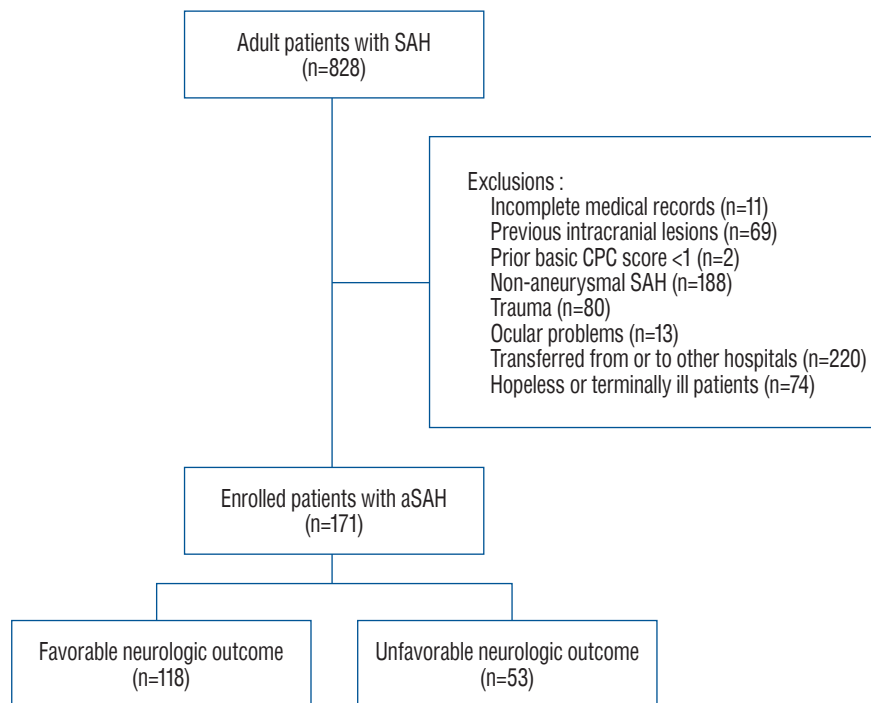 Adult patients with SAH
(n=828)
Exclusions :
Incomplete medical records (n=11)
Previous intracranial lesions (n=69)
Prior basic CPC score <1 (n=2)
Non-aneurysmal SAH (n=188)
Trauma (n=80)
Ocular problems (n=13)
Transferred from or to other hospitals (n=220)
Hopeless or terminally ill patients (n=74)
Enrolled patients with aSAH
(n=171)
Favorable neurologic outcome
(n=118)
Unfavorable neurologic outcome
(n=53)